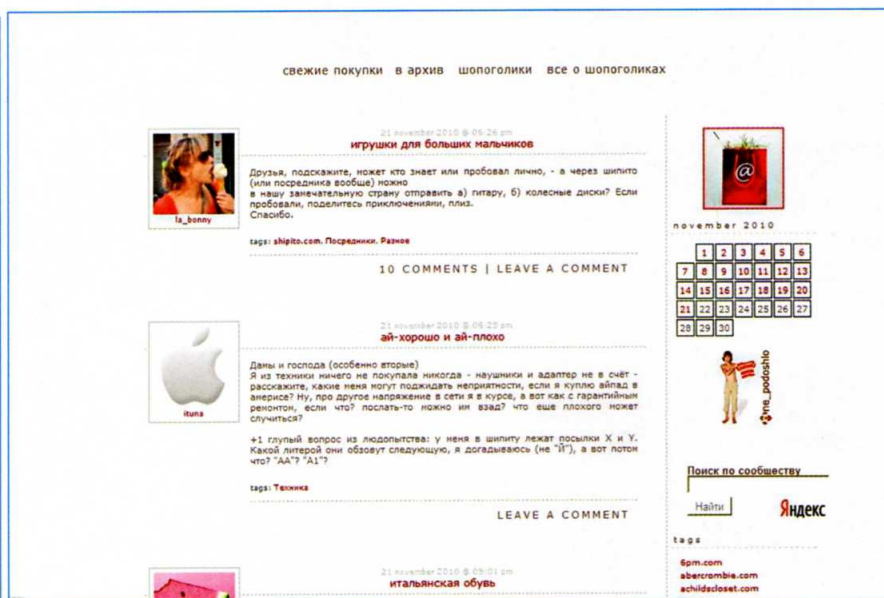 свежие покупки в архив шопоголики все о шопоголиках
21 november 2010 @ 06:26 pm
игрушки для больших мальчиков
la_bonny
Друзья, подскажите, может кто знает или пробовал лично, - а через шипито
(или посредника вообще) можно
в нашу замечательную страну отправить а) гитару, б) колесные диски? Если
пробовали, поделитесь приключениями, плиз.
Спасибо.
tags: shipito.com, Посредники, Разное
10 COMMENTS | LEAVE A COMMENT
21 november 2010 @ 06:25 pm
ай-хорошо и ай-плохо
ituna
Дамы и господа (особенно вторые)
Я из техники ничего не покупала никогда - наушники и адаптер не в счёт -
расскажите, какие меня могут поджидать неприятности, если я куплю айпад в
америсе? Ну, про другое напряжение в сети я в курсе, а вот как с гарантийным
ремонтом, если что? послать-то можно им взад? что еще плохого может
случиться?
+1 глупый вопрос из людопытства: у меня в шипиту лежат посылки X и Y.
Какой литерой они обзовут следующую, я догадываюсь (не "Й"), а вот потом
что? "АА"? "А1"?
tags: Техника
LEAVE A COMMENT
21 november 2010 @ 05:01 pm
итальянская обувь
@
november 2010
1 2 3 4 5 6
7 8 9 10 11 12 13
14 15 16 17 18 19 20
21 22 23 24 25 26 27
28 29 30
ne_podoshlo
Поиск по сообществу
Найти Яндекс
tags
6pm.com
abercrombie.com
achildscloset.com